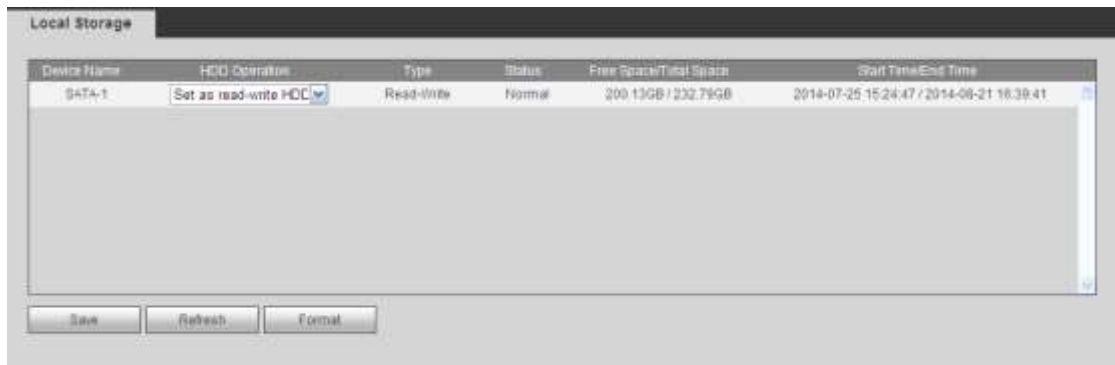 Local Storage
Device Name HDD Operation Type Status Free Space/Total Space Start Time/End Time
SATA-1 Set as read-write HDD Read-Write Normal 200.13GB / 232.79GB 2014-07-25 15:24:47 / 2014-08-21 16:39:41
Save Refresh Format